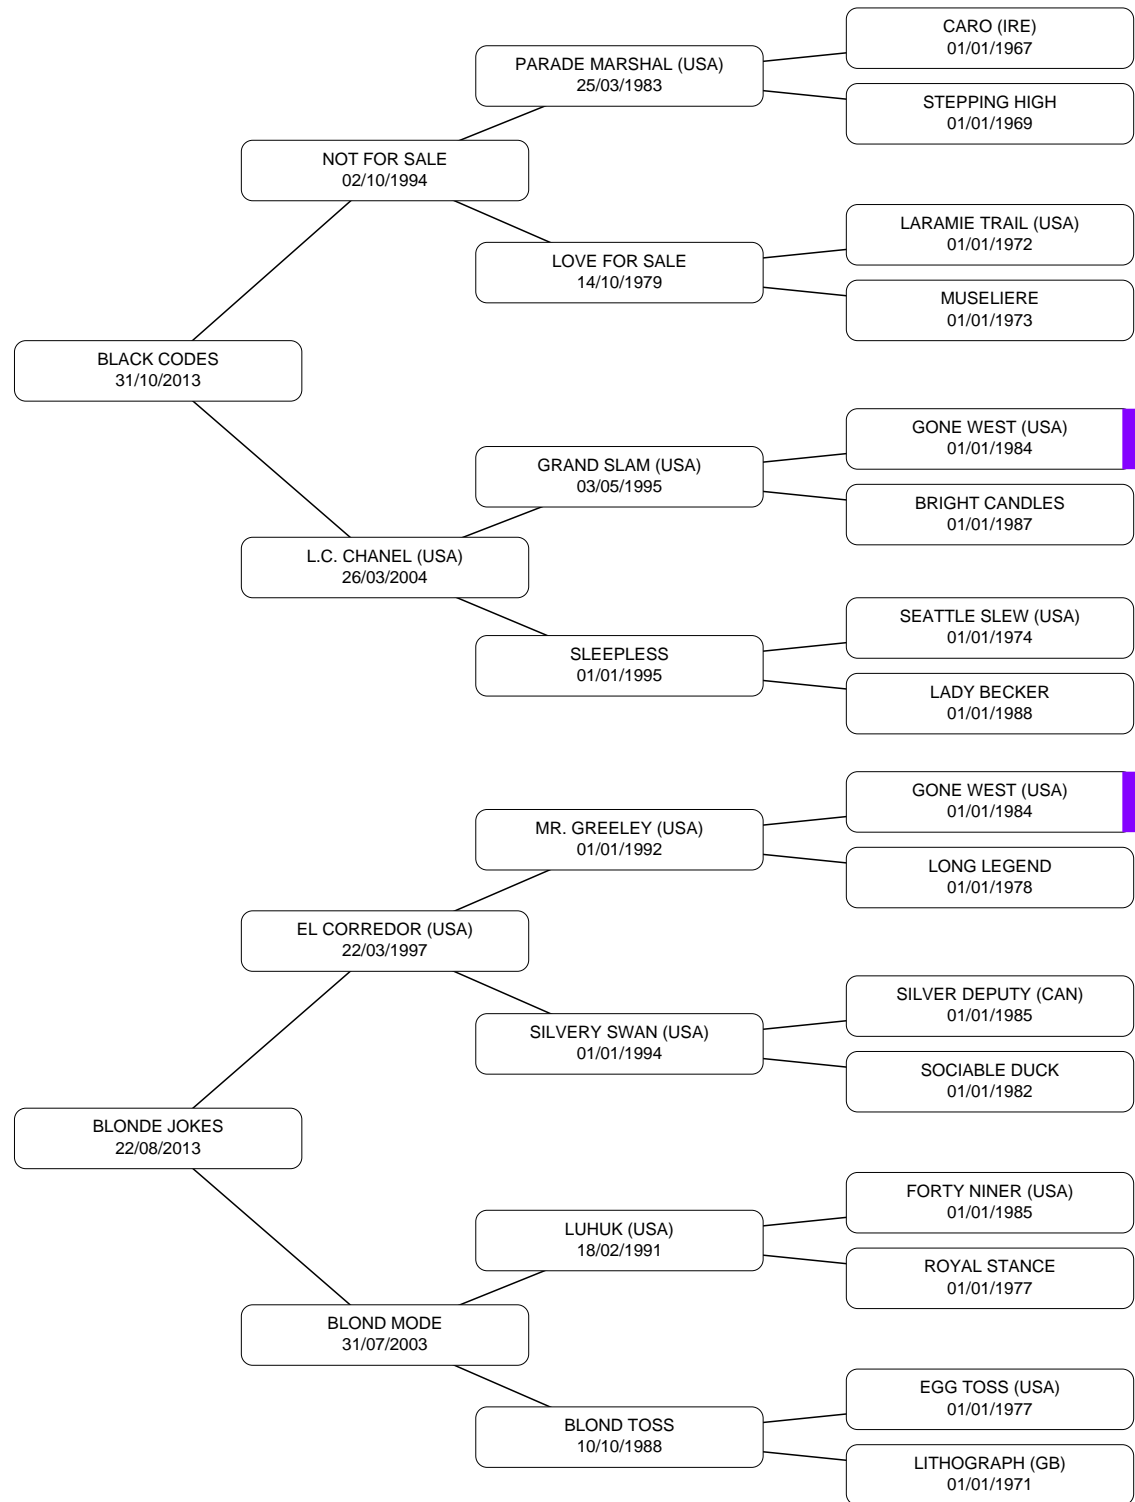 CARO (IRE)
01/01/1967
PARADE MARSHAL (USA)
25/03/1983
STEPPING HIGH
01/01/1969
NOT FOR SALE
02/10/1994
LARAMIE TRAIL (USA)
01/01/1972
LOVE FOR SALE
14/10/1979
MUSELIERE
01/01/1973
BLACK CODES
31/10/2013
GONE WEST (USA)
01/01/1984
GRAND SLAM (USA)
03/05/1995
BRIGHT CANDLES
01/01/1987
L.C. CHANEL (USA)
26/03/2004
SEATTLE SLEW (USA)
01/01/1974
SLEEPLESS
01/01/1995
LADY BECKER
01/01/1988
GONE WEST (USA)
01/01/1984
MR. GREELEY (USA)
01/01/1992
LONG LEGEND
01/01/1978
EL CORREDOR (USA)
22/03/1997
SILVER DEPUTY (CAN)
01/01/1985
SILVERY SWAN (USA)
01/01/1994
SOCIABLE DUCK
01/01/1982
BLONDE JOKES
22/08/2013
FORTY NINER (USA)
01/01/1985
LUHUK (USA)
18/02/1991
ROYAL STANCE
01/01/1977
BLOND MODE
31/07/2003
EGG TOSS (USA)
01/01/1977
BLOND TOSS
10/10/1988
LITHOGRAPH (GB)
01/01/1971